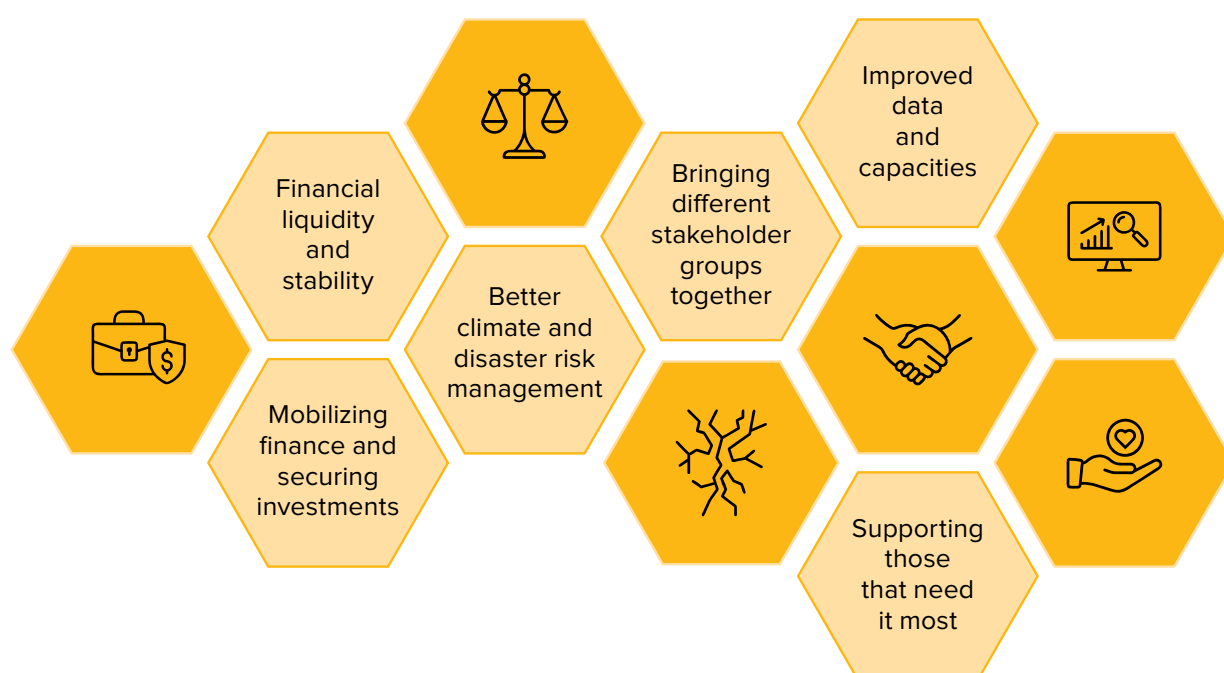 Financial
liquidity
and
stability
Mobilizing
finance and
securing
investments
Better
climate and
disaster risk
management
Bringing
different
stakeholder
groups
together
Improved
data
and
capacities
Supporting
those
that need
it most
$